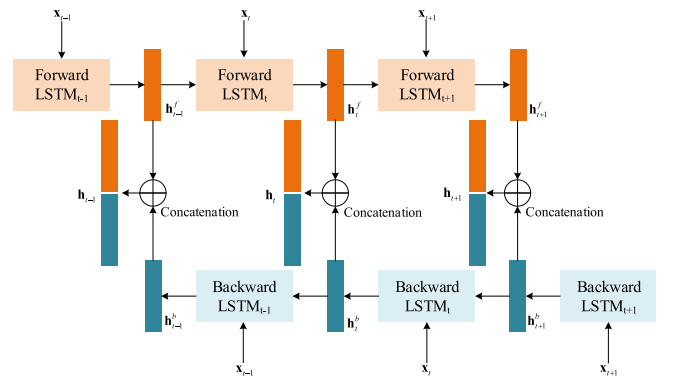 x_{t-1} x_t x_{t+1}
Forward LSTM_{t-1}
Forward LSTM_t
Forward LSTM_{t+1}
h^f_{t-1} h^f_t h^f_{t+1}
h_{t-1} h_t h_{t+1}
Concatenation Concatenation Concatenation
Backward LSTM_{t-1}
Backward LSTM_t
Backward LSTM_{t+1}
h^b_{t-1} h^b_t h^b_{t+1}
x_{t-1} x_t x_{t+1}